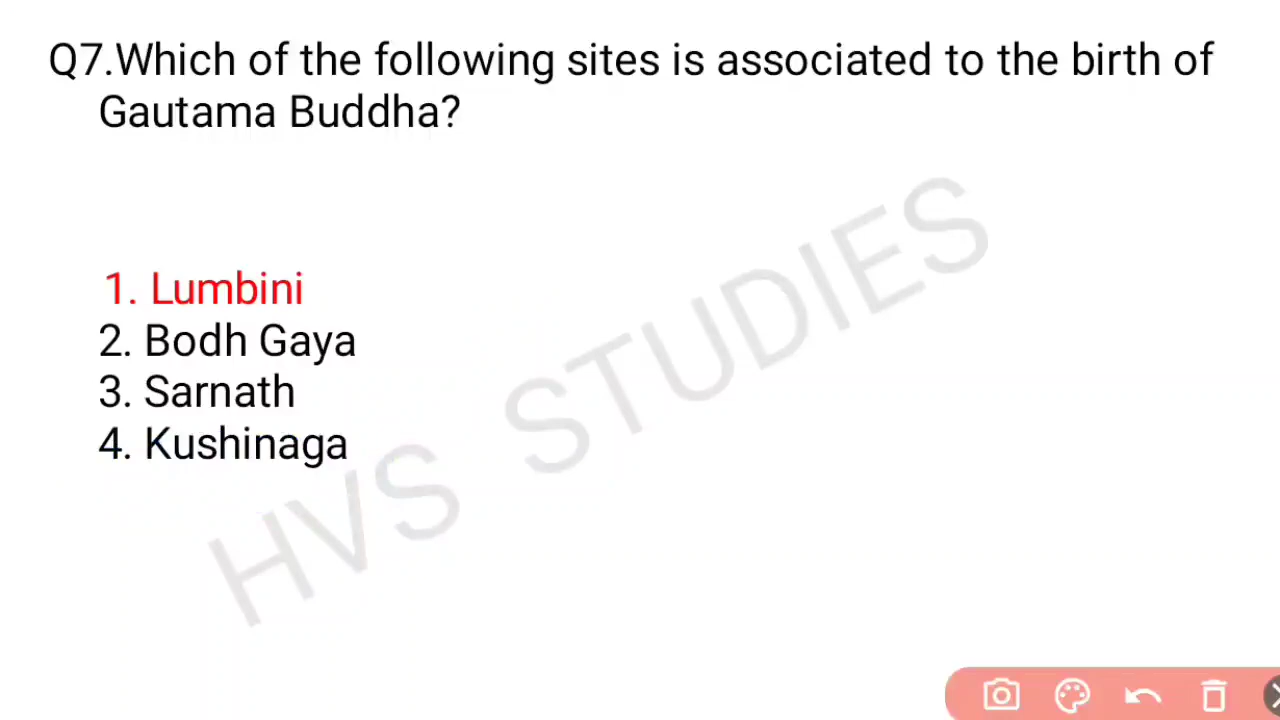 Q7.Which of the following sites is associated to the birth of
Gautama Buddha?
1. Lumbini
2. Bodh Gaya
3. Sarnath
4. Kushinaga
HVS STUDIES